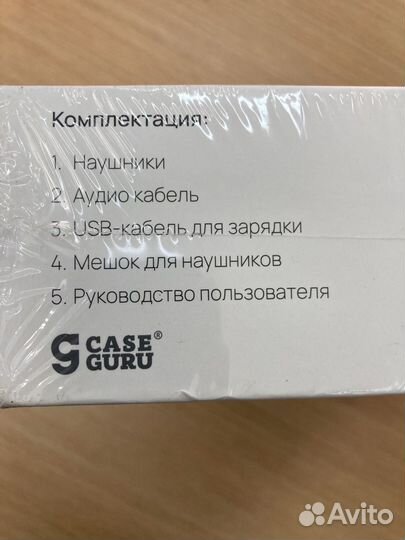 Комплектация:
1. Наушники
2. Аудио кабель
3. USB-кабель для зарядки
4. Мешок для наушников
5. Руководство пользователя
g CASE®
GURU
Avito